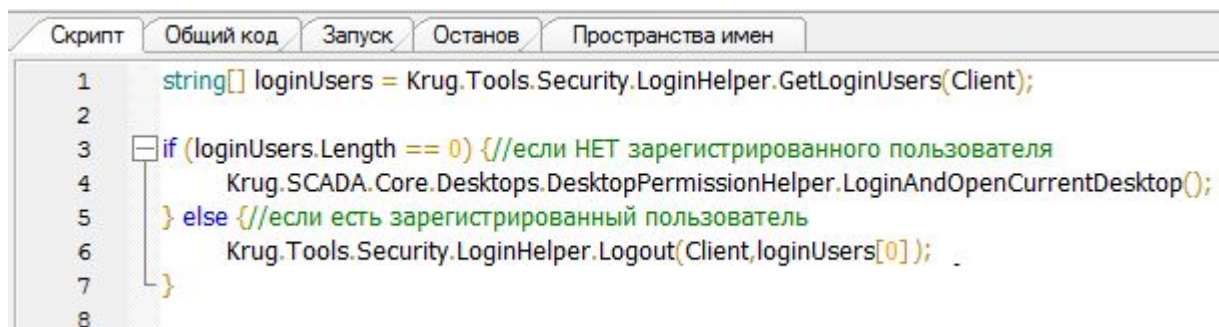 Скрипт Общий код Запуск Останов Пространства имен
1 string[] loginUsers = Krug.Tools.Security.LoginHelper.GetLoginUsers(Client);
2
3 if (loginUsers.Length == 0) {//если НЕТ зарегистрированного пользователя
4 Krug.SCADA.Core.Desktops.DesktopPermissionHelper.LoginAndOpenCurrentDesktop();
5 } else {//если есть зарегистрированный пользователь
6 Krug.Tools.Security.LoginHelper.Logout(Client,loginUsers[0]);
7 }
8